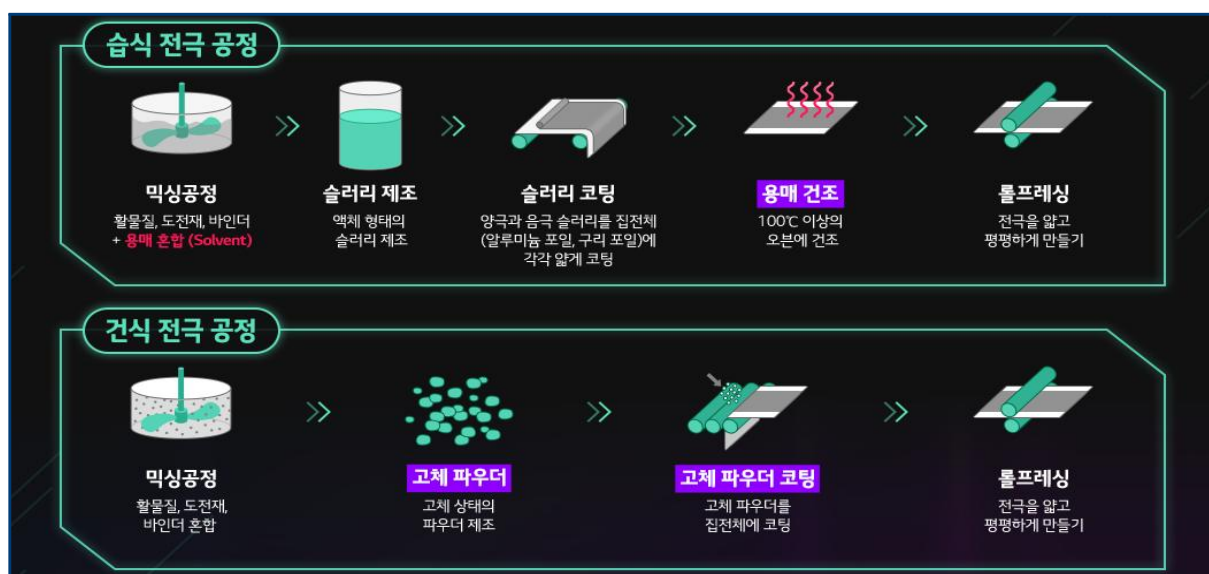 습식 전극 공정
믹싱공정
활물질, 도전재, 바인더
+ 용매 혼합 (Solvent)
슬러리 제조
액체 형태의
슬러리 제조
슬러리 코팅
양극과 음극 슬러리를 집전체
(알루미늄 포일, 구리 포일)에
각각 얇게 코팅
용매 건조
100℃ 이상의
오븐에 건조
롤프레싱
전극을 얇고
평평하게 만들기
건식 전극 공정
믹싱공정
활물질, 도전재,
바인더 혼합
고체 파우더
고체 상태의
파우더 제조
고체 파우더 코팅
고체 파우더를
집전체에 코팅
롤프레싱
전극을 얇고
평평하게 만들기